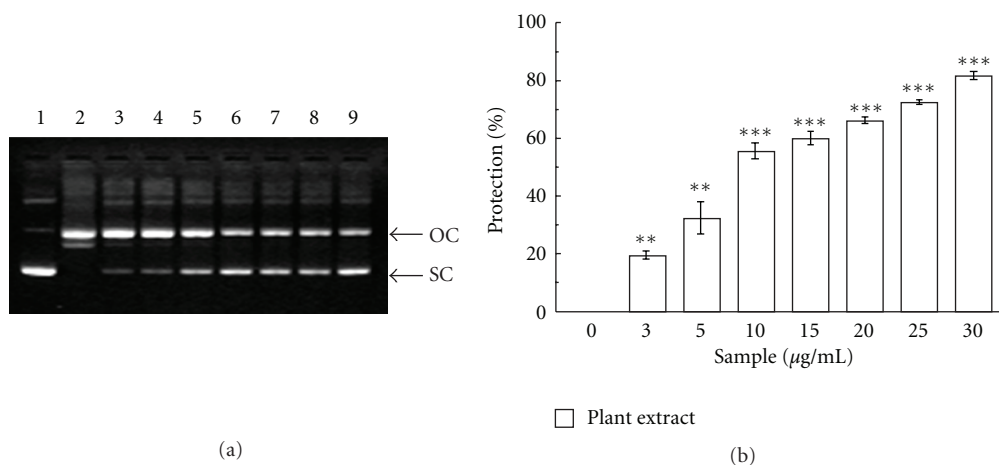 1 2 3 4 5 6 7 8 9
OC
SC
(a)
Protection (%)
100
80
60
40
20
0
**
**
***
***
***
***
***
0 3 5 10 15 20 25 30
Sample (μg/mL)
Plant extract
(b)